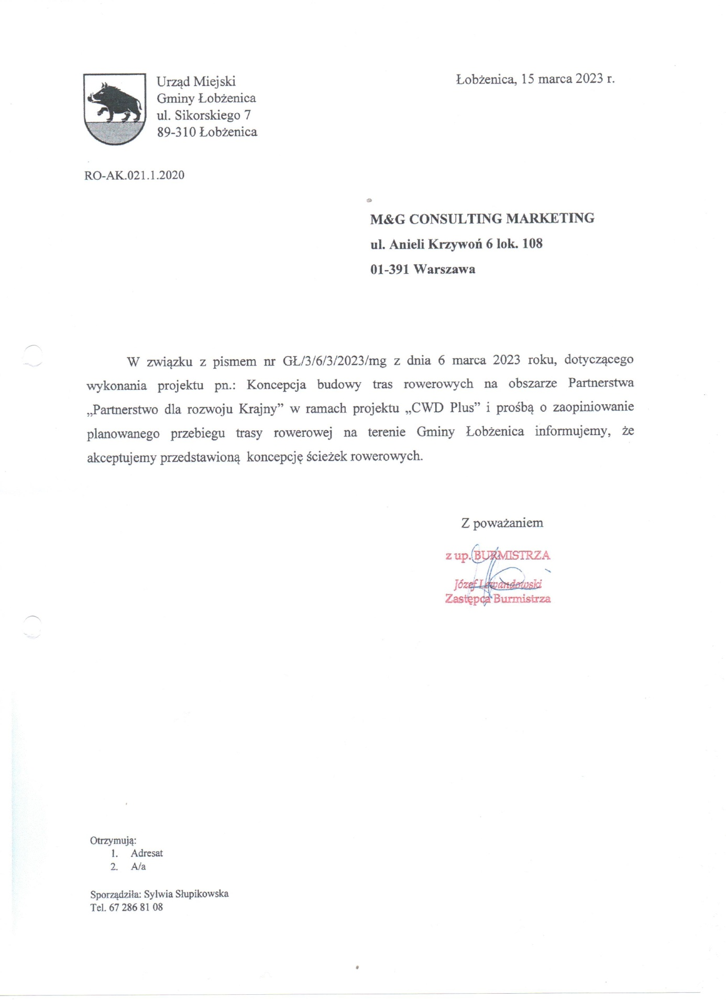 Urząd Miejski
Gminy Łobżenica
ul. Sikorskiego 7
89-310 Łobżenica
Łobżenica, 15 marca 2023 r.
RO-AK.021.1.2020
M&G CONSULTING MARKETING
ul. Anieli Krzywoń 6 lok. 108
01-391 Warszawa
W związku z pismem nr GŁ/3/6/3/2023/mg z dnia 6 marca 2023 roku, dotyczącego
wykonania projektu pn.: Koncepcja budowy tras rowerowych na obszarze Partnerstwa
„Partnerstwo dla rozwoju Krajny” w ramach projektu „CWD Plus” i prośbą o zaopiniowanie
planowanego przebiegu trasy rowerowej na terenie Gminy Łobżenica informujemy, że
akceptujemy przedstawioną koncepcję ścieżek rowerowych.
Z poważaniem
z up. BURMISTRZA
Józef Lewandowski
Zastępca Burmistrza
Otrzymują:
1. Adresat
2. A/a
Sporządziła: Sylwia Słupikowska
Tel. 67 286 81 08